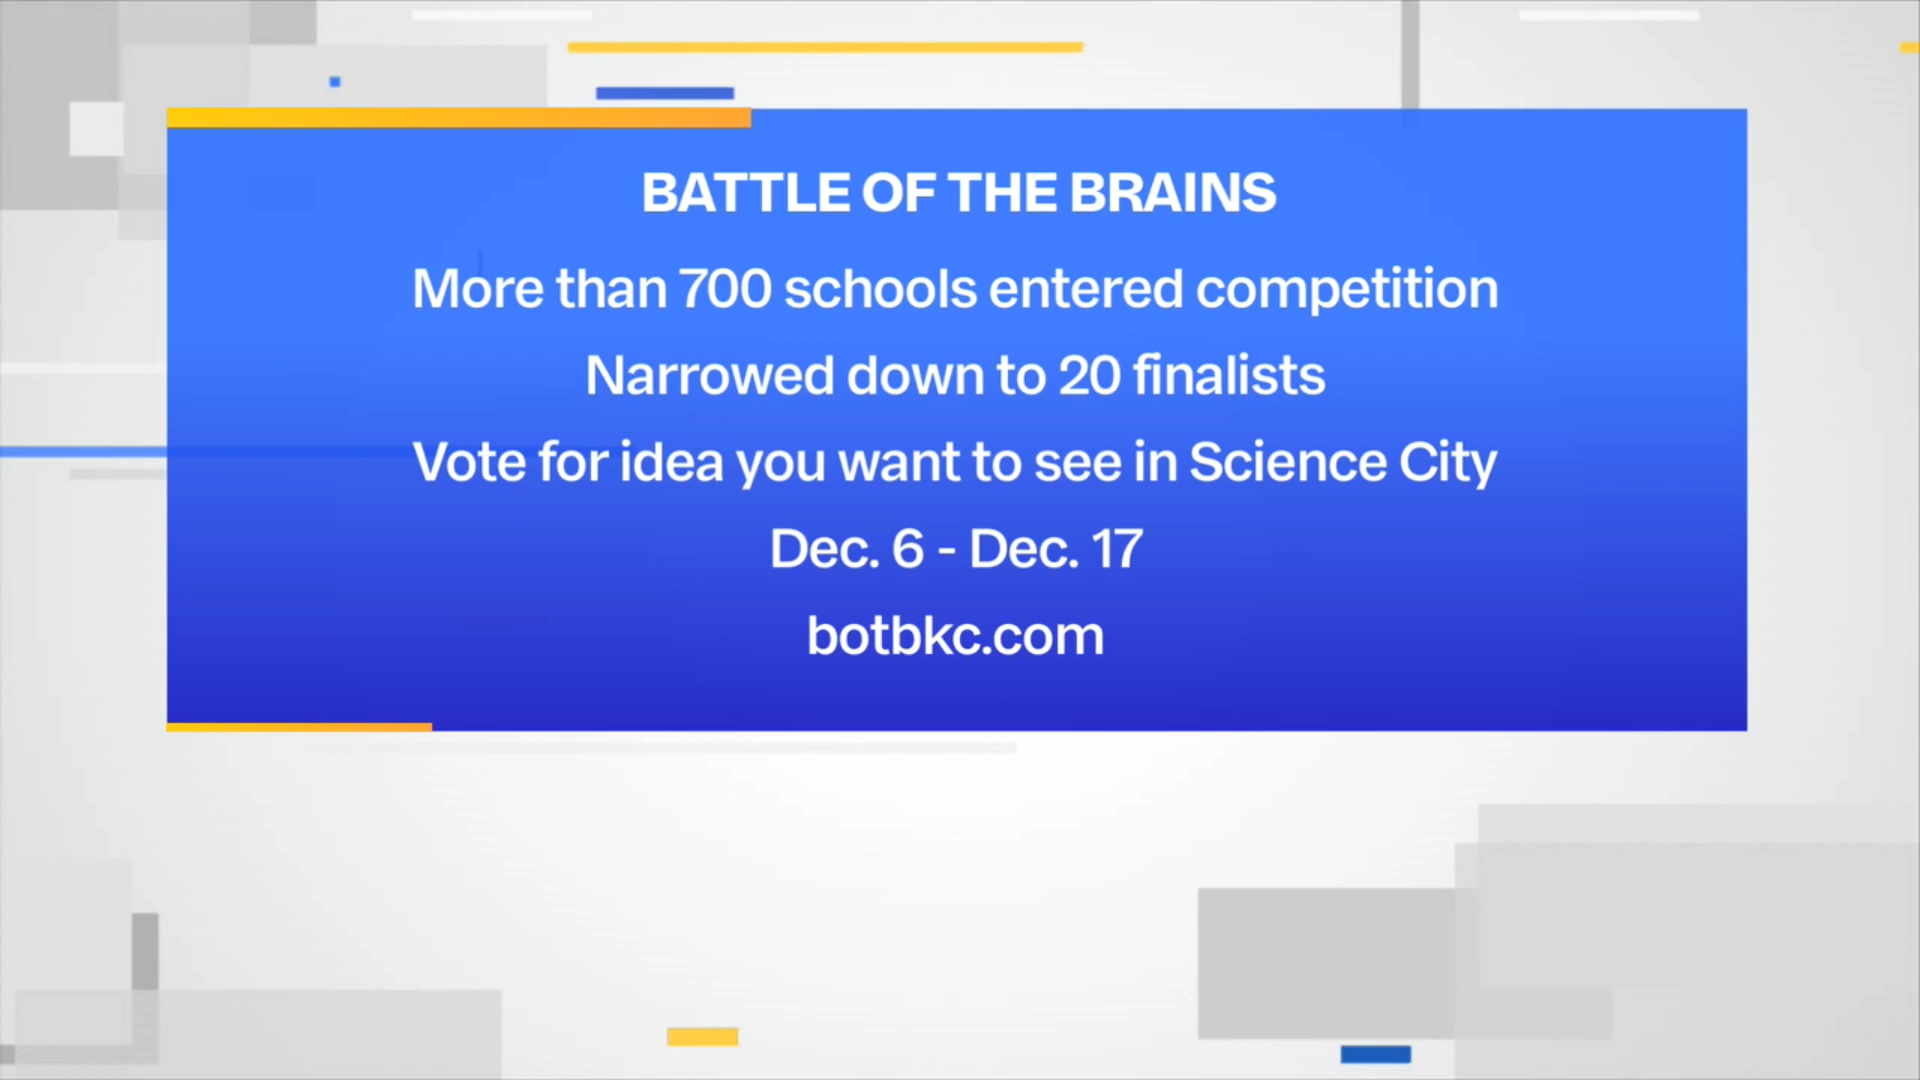 BATTLE OF THE BRAINS
More than 700 schools entered competition
Narrowed down to 20 finalists
Vote for idea you want to see in Science City
Dec. 6 - Dec. 17
botbkc.com